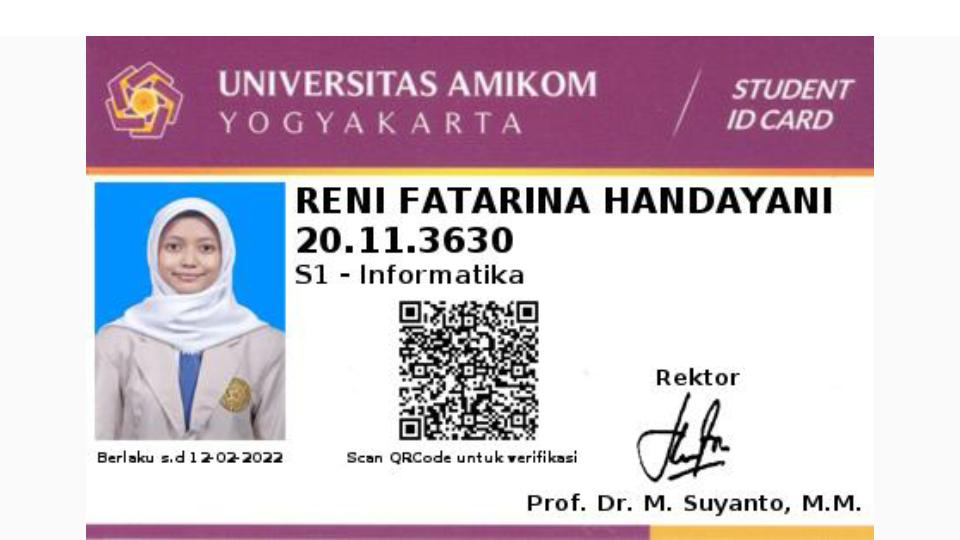 UNIVERSITAS AMIKOM
YOGYAKARTA
STUDENT
ID CARD
RENI FATARINA HANDAYANI
20.11.3630
S1 - Informatika
Rektor
Berlaku s.d 12-02-2022
Scan QRCode untuk verifikasi
Prof. Dr. M. Suyanto, M.M.